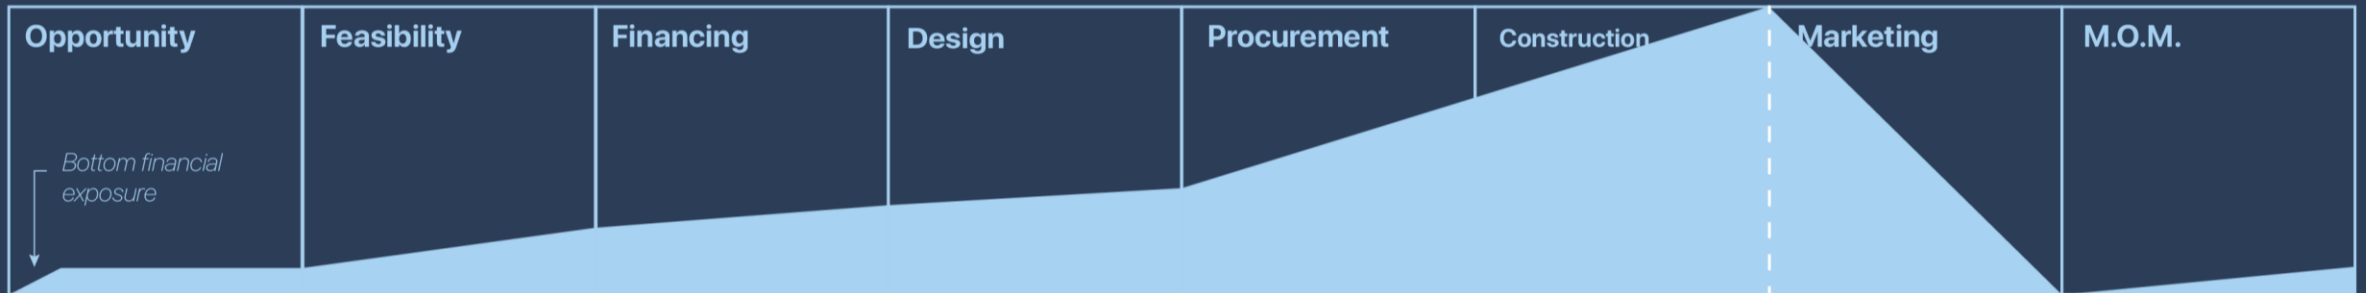 Opportunity
Feasibility
Financing
Design
Procurement
Construction
Marketing
M.O.M.
Bottom financial
exposure